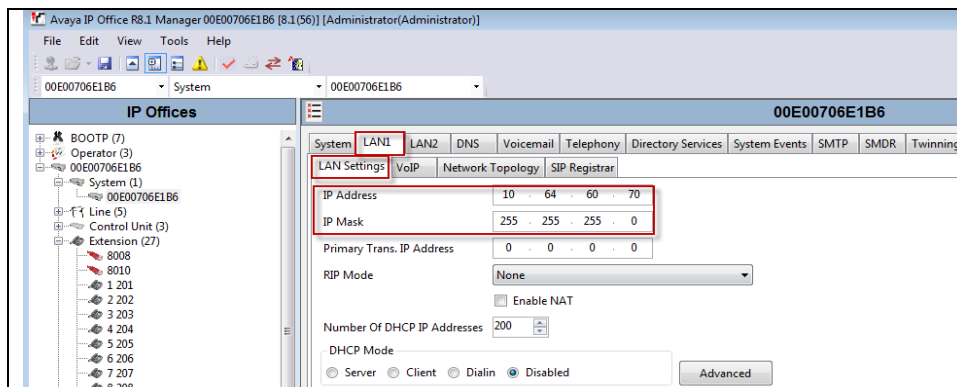 Avaya IP Office R8.1 Manager 00E00706E1B6 [8.1(56)] [Administrator(Administrator)]
File Edit View Tools Help
00E00706E1B6 System 00E00706E1B6
IP Offices
BOOTP (7)
Operator (3)
00E00706E1B6
System (1)
00E00706E1B6
Line (5)
Control Unit (3)
Extension (27)
8008
8010
1 201
2 202
3 203
4 204
5 205
6 206
7 207
8 208
00E00706E1B6
System LAN1 LAN2 DNS Voicemail Telephony Directory Services System Events SMTP SMDR Twinning
LAN Settings VoIP Network Topology SIP Registrar
IP Address 10 . 64 . 60 . 70
IP Mask 255 . 255 . 255 . 0
Primary Trans. IP Address 0 . 0 . 0 . 0
RIP Mode None
Enable NAT
Number Of DHCP IP Addresses 200
DHCP Mode
Server Client Dialin Disabled Advanced